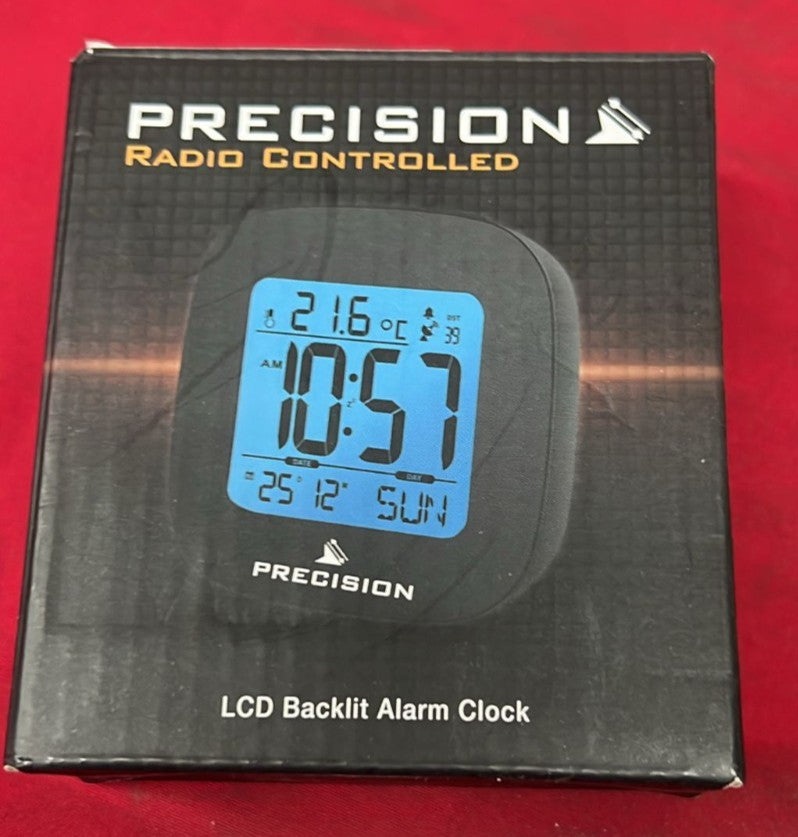 PRECISION
RADIO CONTROLLED
21.6 °C
DST
39
AM 10:57
DATE DAY
25 12 SUN
PRECISION
LCD Backlit Alarm Clock